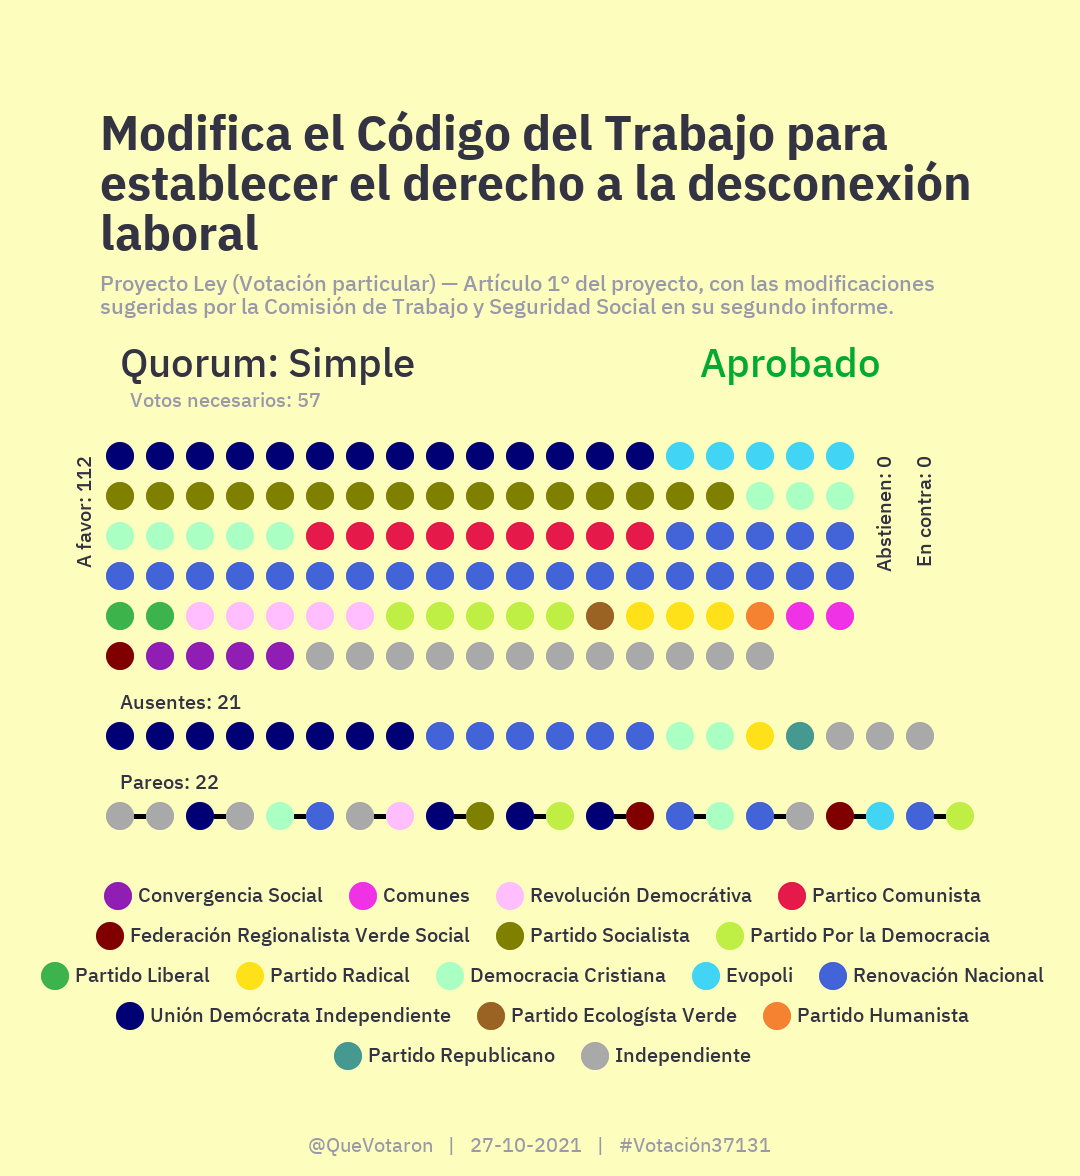 Modifica el Código del Trabajo para
establecer el derecho a la desconexión
laboral
Proyecto Ley (Votación particular) — Artículo 1° del proyecto, con las modificaciones
sugeridas por la Comisión de Trabajo y Seguridad Social en su segundo informe.
Quorum: Simple
Aprobado
Votos necesarios: 57
A favor: 112
Abstienen: 0
En contra: 0
Ausentes: 21
Pareos: 22
Convergencia Social
Comunes
Revolución Democrátiva
Partico Comunista
Federación Regionalista Verde Social
Partido Socialista
Partido Por la Democracia
Partido Liberal
Partido Radical
Democracia Cristiana
Evopoli
Renovación Nacional
Unión Demócrata Independiente
Partido Ecologísta Verde
Partido Humanista
Partido Republicano
Independiente
@QueVotaron | 27-10-2021 | #Votación37131